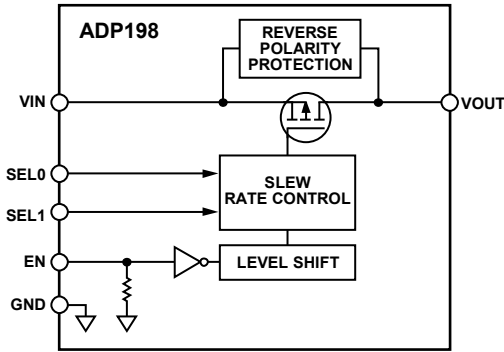 ADP198
REVERSE
POLARITY
PROTECTION
VIN
VOUT
SEL0
SLEW
RATE CONTROL
SEL1
EN
LEVEL SHIFT
GND